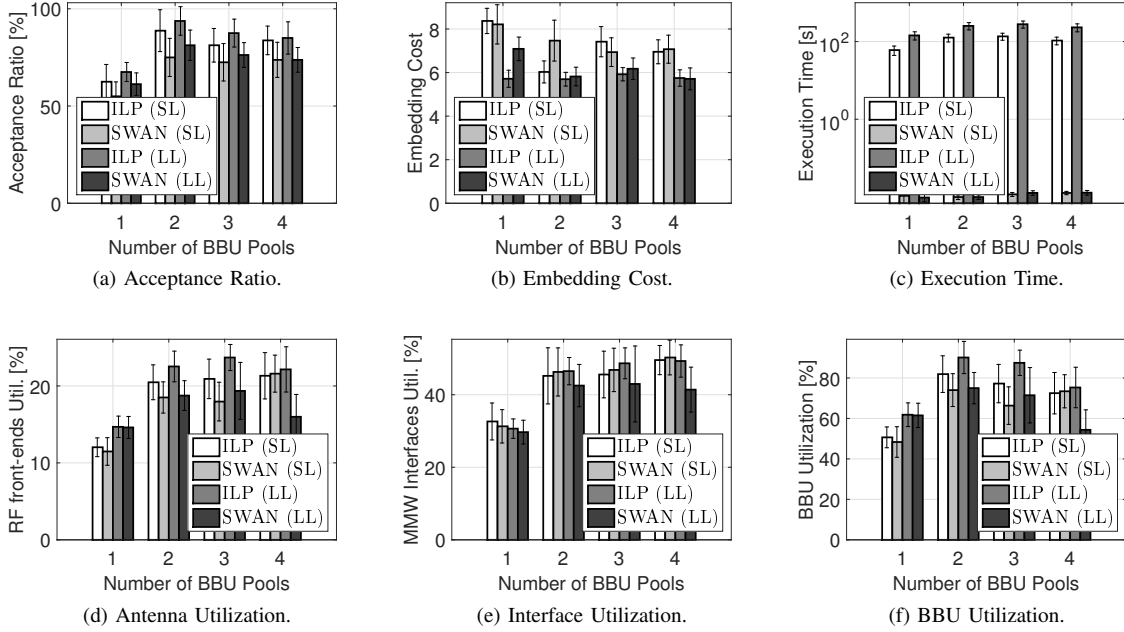 Acceptance Ratio [%]
100
50
0
ILP (SL)
SWAN (SL)
ILP (LL)
SWAN (LL)
1 2 3 4
Number of BBU Pools
(a) Acceptance Ratio.
Embedding Cost
8
6
4
2
0
ILP (SL)
SWAN (SL)
ILP (LL)
SWAN (LL)
1 2 3 4
Number of BBU Pools
(b) Embedding Cost.
Execution Time [s]
10²
10⁰
ILP (SL)
SWAN (SL)
ILP (LL)
SWAN (LL)
1 2 3 4
Number of BBU Pools
(c) Execution Time.
RF front-ends Util. [%]
20
10
0
ILP (SL)
SWAN (SL)
ILP (LL)
SWAN (LL)
1 2 3 4
Number of BBU Pools
(d) Antenna Utilization.
MMW Interfaces Util. [%]
40
20
0
ILP (SL)
SWAN (SL)
ILP (LL)
SWAN (LL)
1 2 3 4
Number of BBU Pools
(e) Interface Utilization.
BBU Utilization [%]
80
60
40
20
0
ILP (SL)
SWAN (SL)
ILP (LL)
SWAN (LL)
1 2 3 4
Number of BBU Pools
(f) BBU Utilization.